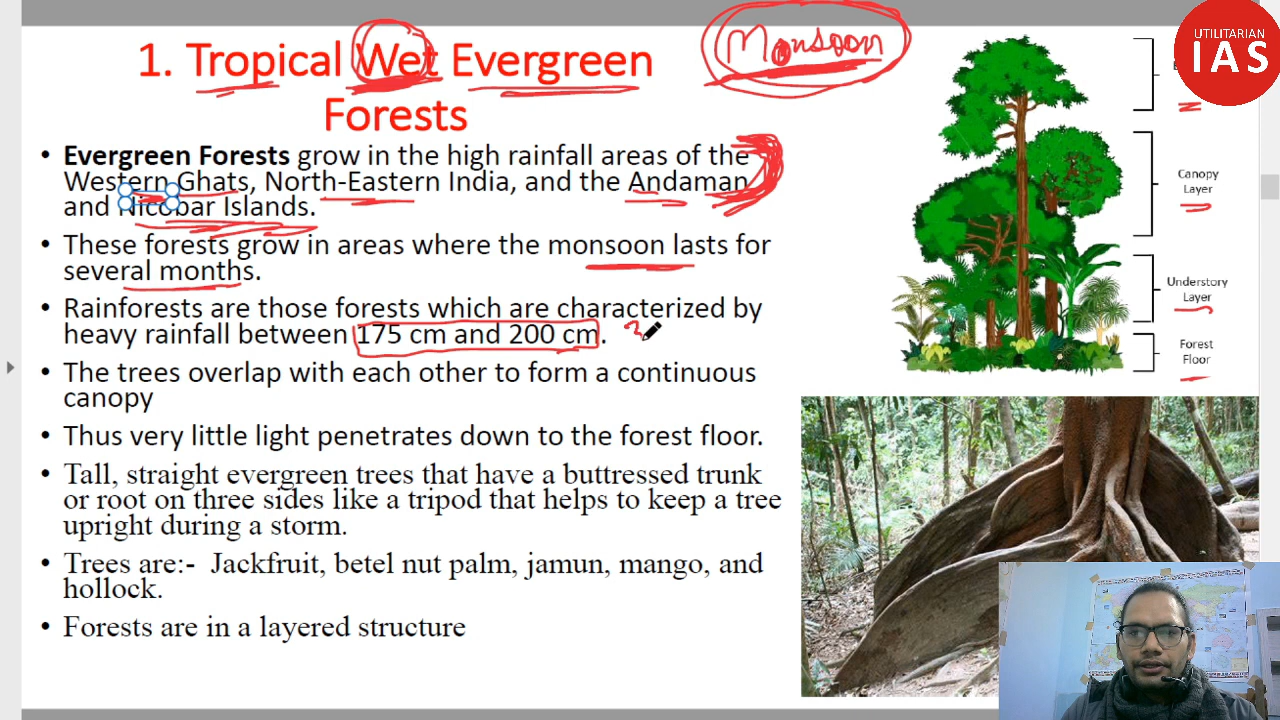 1. Tropical Wet Evergreen
Forests
Monsoon
UTILITARIAN
IAS
• Evergreen Forests grow in the high rainfall areas of the
Western Ghats, North-Eastern India, and the Andaman
and Nicobar Islands.
• These forests grow in areas where the monsoon lasts for
several months.
• Rainforests are those forests which are characterized by
heavy rainfall between 175 cm and 200 cm.
• The trees overlap with each other to form a continuous
canopy
• Thus very little light penetrates down to the forest floor.
• Tall, straight evergreen trees that have a buttressed trunk
or root on three sides like a tripod that helps to keep a tree
upright during a storm.
• Trees are:- Jackfruit, betel nut palm, jamun, mango, and
hollock.
• Forests are in a layered structure
Canopy
Layer
Understory
Layer
Forest
Floor